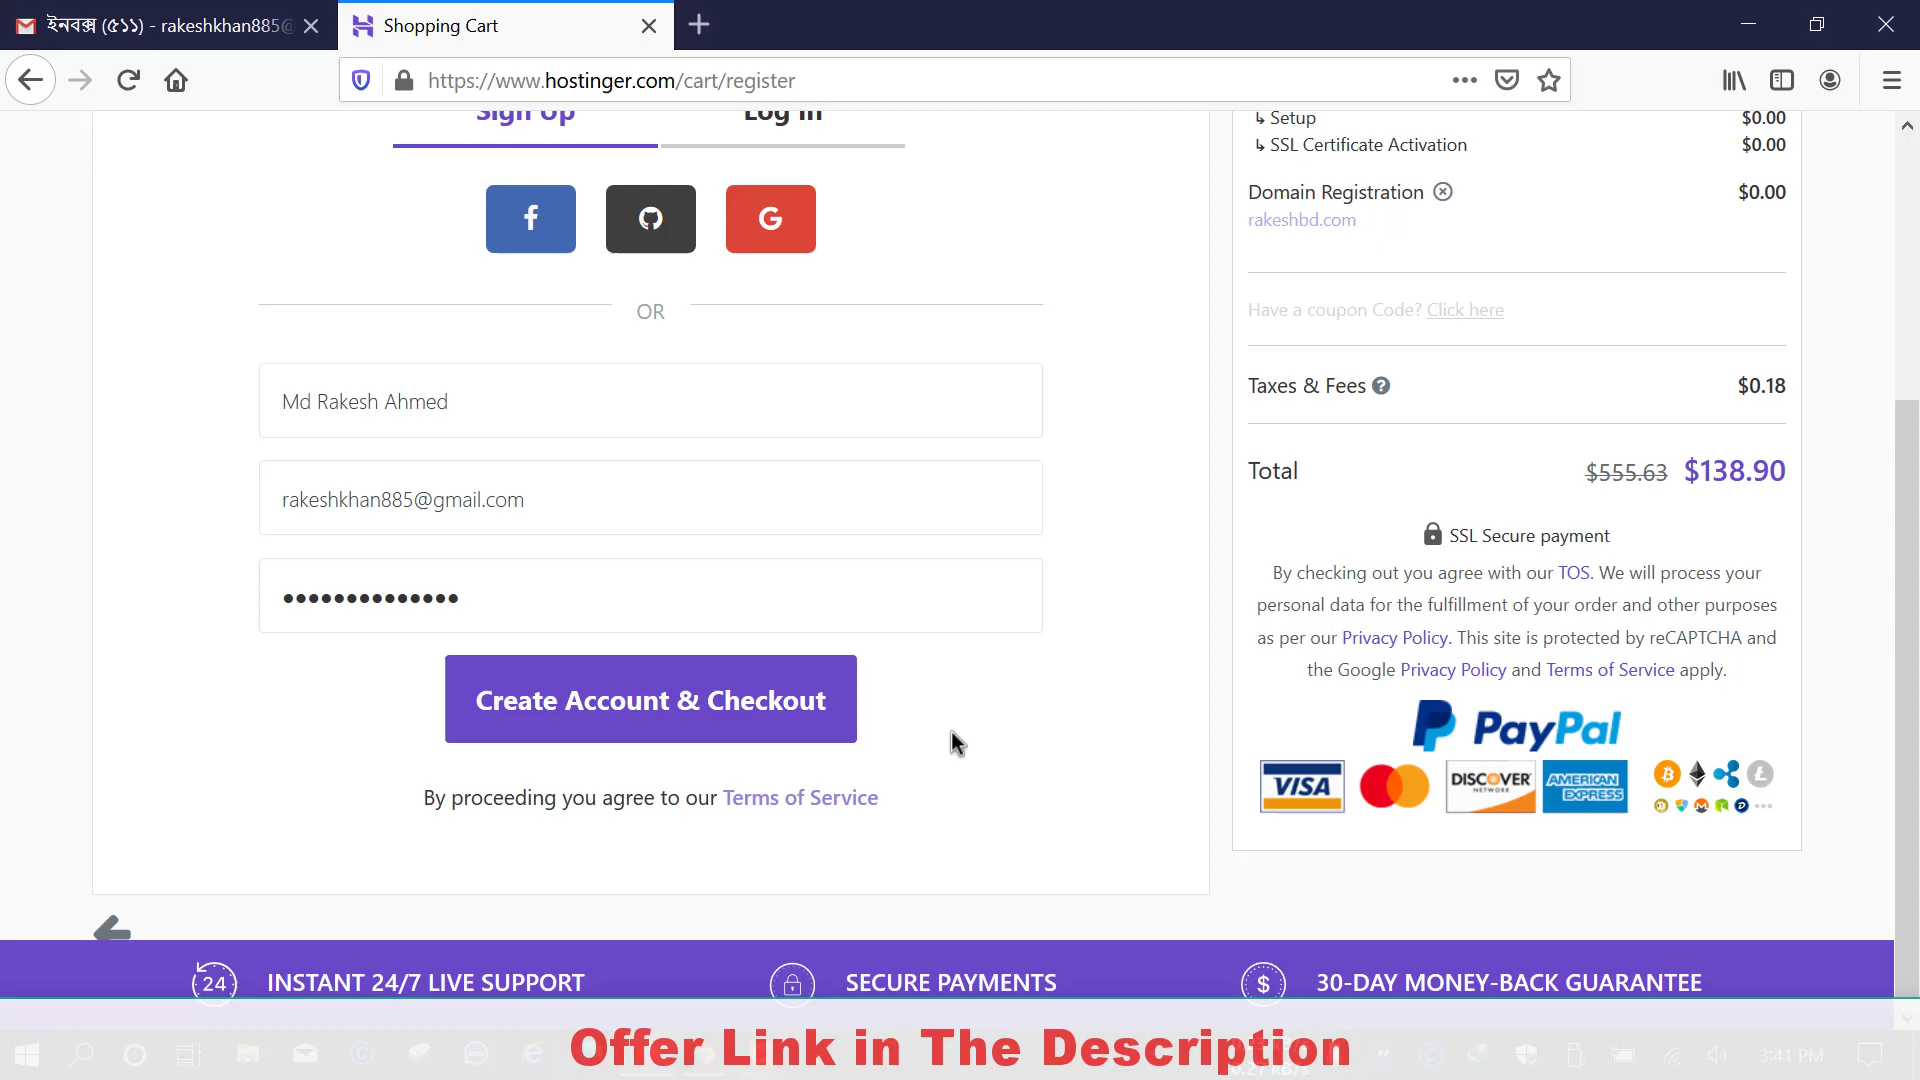 ইনবক্স (৫১১) - rakeshkhan885@
Shopping Cart
https://www.hostinger.com/cart/register
Sign Up
Log In
OR
Md Rakesh Ahmed
rakeshkhan885@gmail.com
Create Account & Checkout
By proceeding you agree to our Terms of Service
↳ Setup $0.00
↳ SSL Certificate Activation $0.00
Domain Registration $0.00
rakeshbd.com
Have a coupon Code? Click here
Taxes & Fees $0.18
Total $555.63 $138.90
SSL Secure payment
By checking out you agree with our TOS. We will process your
personal data for the fulfillment of your order and other purposes
as per our Privacy Policy. This site is protected by reCAPTCHA and
the Google Privacy Policy and Terms of Service apply.
PayPal
VISA
DISCOVER
NETWORK
AMERICAN
EXPRESS
24 INSTANT 24/7 LIVE SUPPORT
SECURE PAYMENTS
$ 30-DAY MONEY-BACK GUARANTEE
Offer Link in The Description
3:41 PM